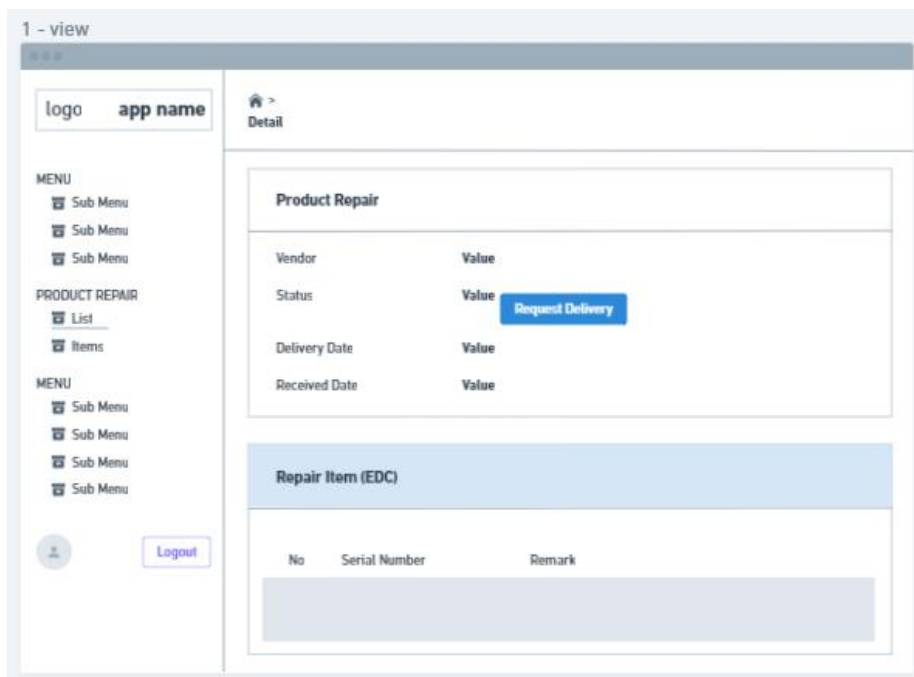 1 - view
logo app name
MENU
Sub Menu
Sub Menu
Sub Menu
PRODUCT REPAIR
List
Items
MENU
Sub Menu
Sub Menu
Sub Menu
Sub Menu
Logout
>
Detail
Product Repair
Vendor Value
Status Value Request Delivery
Delivery Date Value
Received Date Value
Repair Item (EDC)
No Serial Number Remark